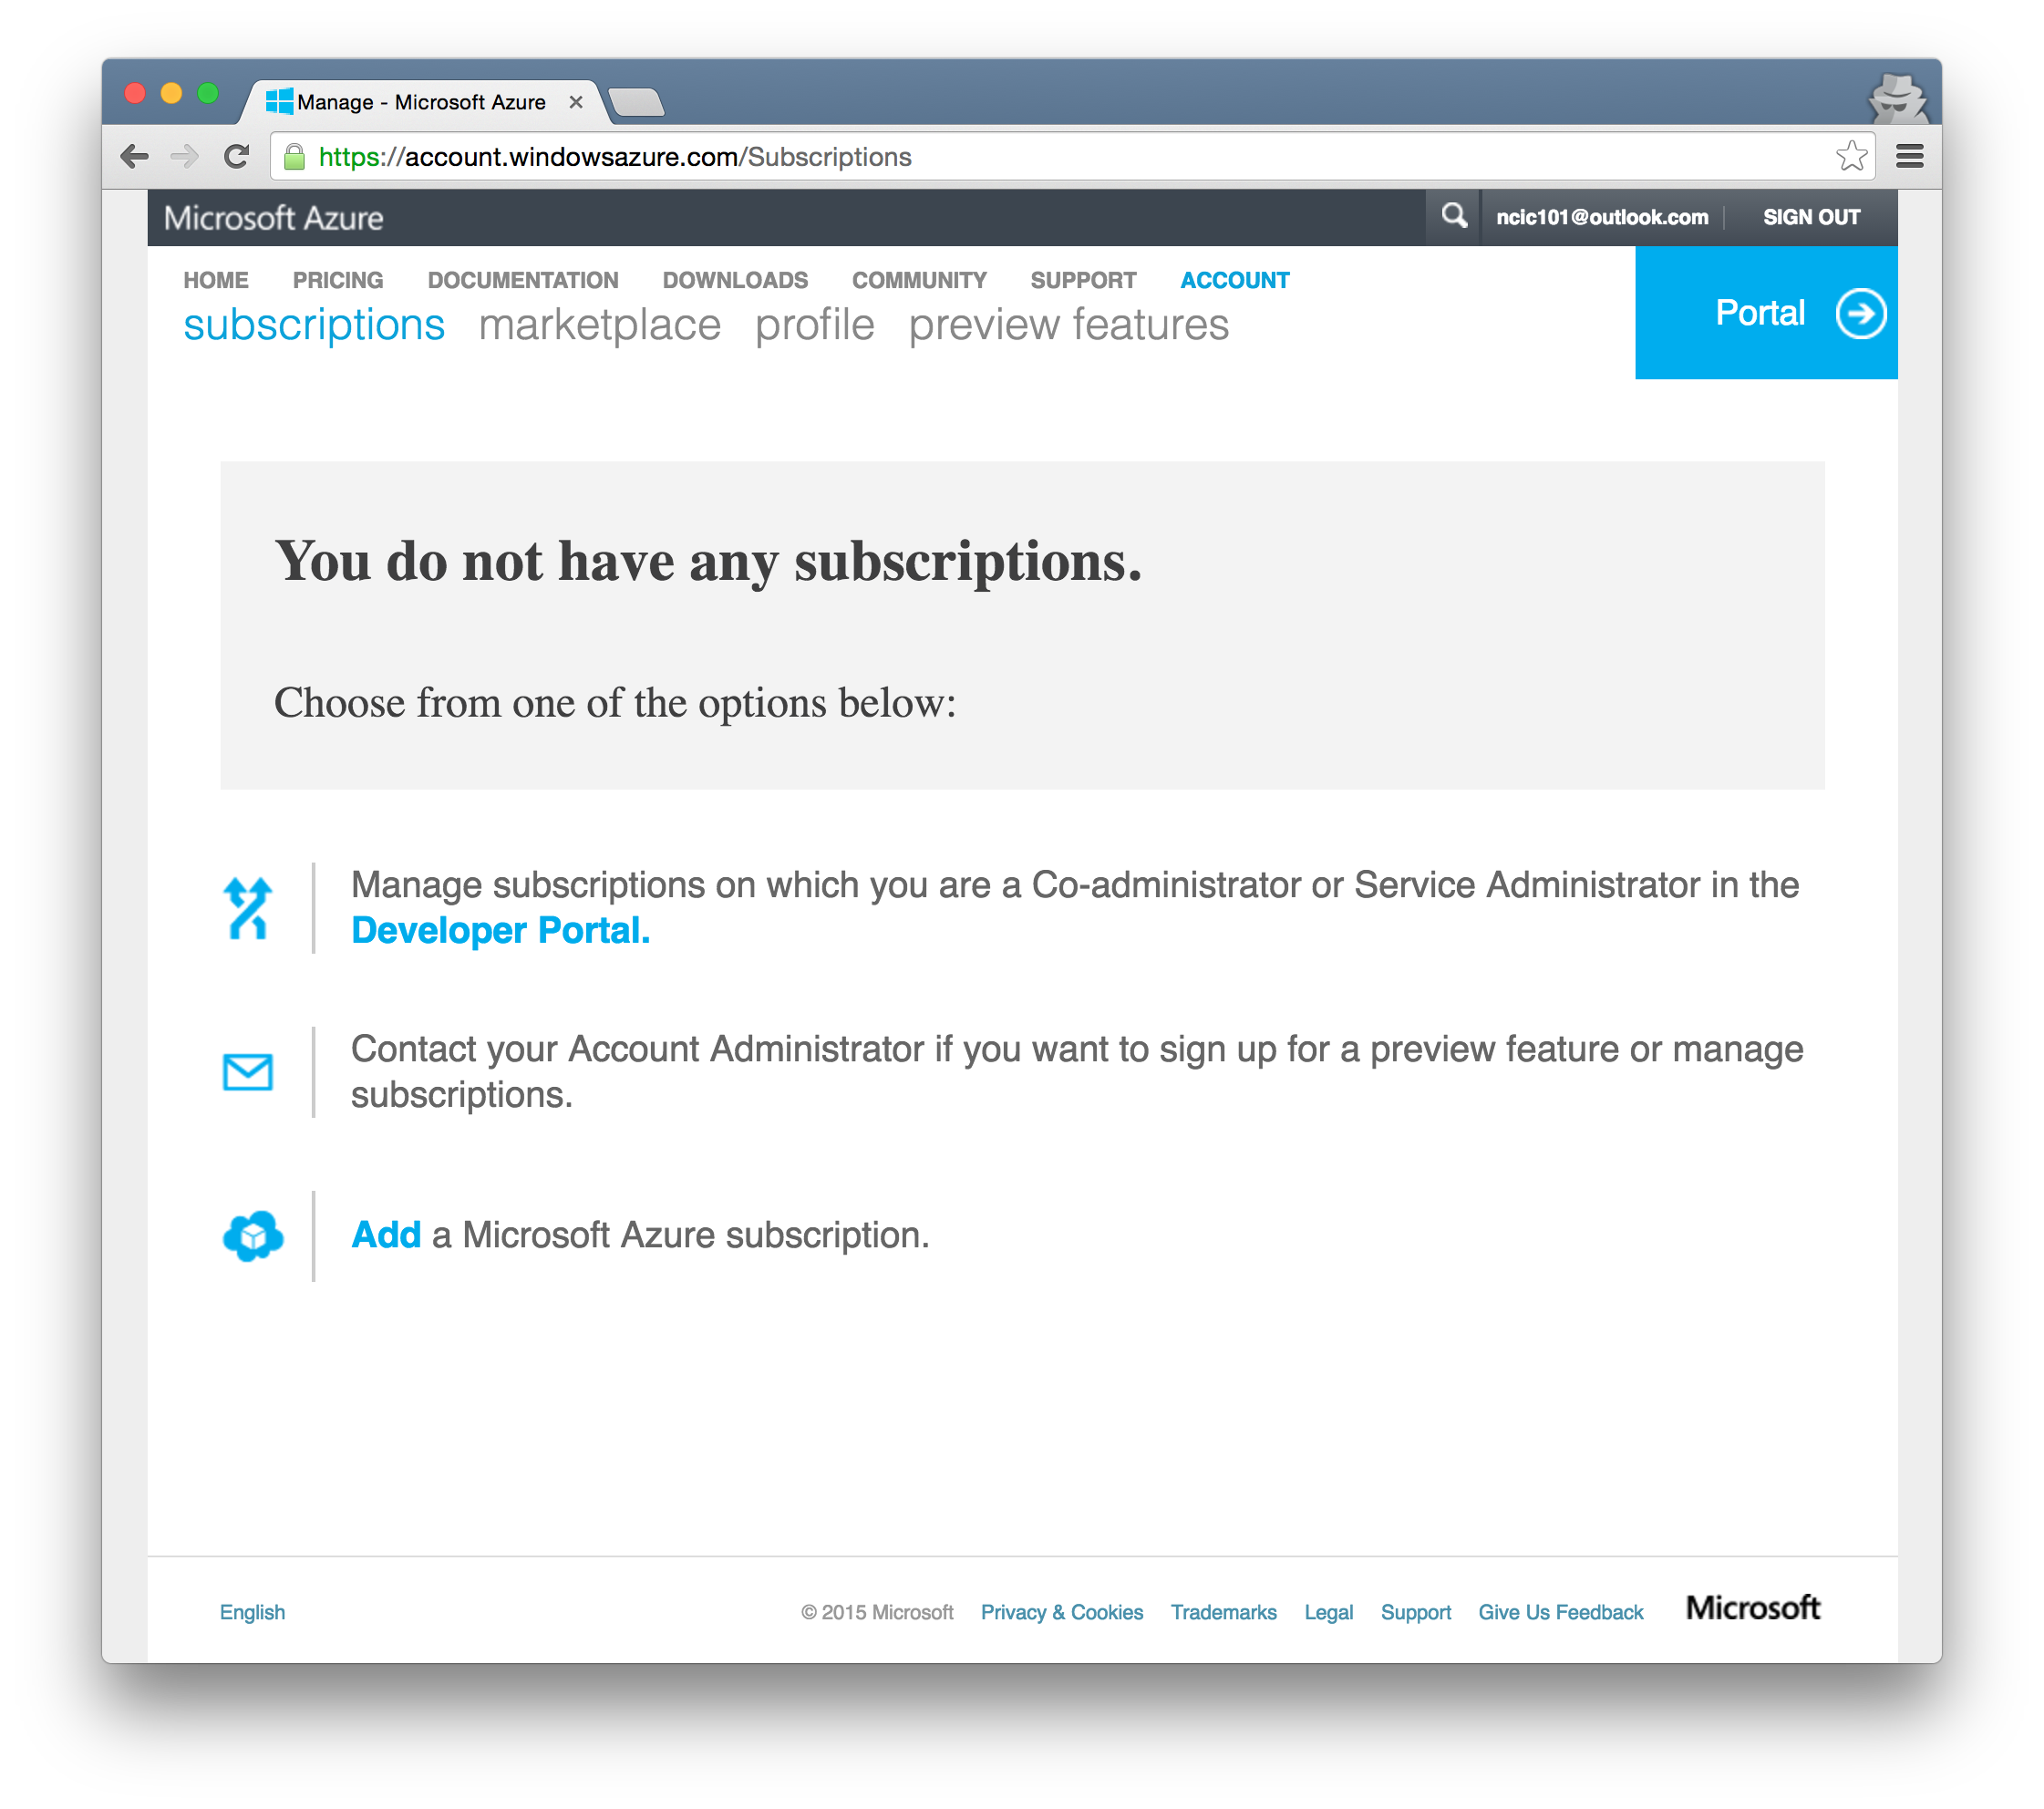 Manage - Microsoft Azure
https://account.windowsazure.com/Subscriptions
Microsoft Azure
ncic101@outlook.com SIGN OUT
HOME PRICING DOCUMENTATION DOWNLOADS COMMUNITY SUPPORT ACCOUNT
subscriptions marketplace profile preview features
Portal
You do not have any subscriptions.
Choose from one of the options below:
Manage subscriptions on which you are a Co-administrator or Service Administrator in the
Developer Portal.
Contact your Account Administrator if you want to sign up for a preview feature or manage
subscriptions.
Add a Microsoft Azure subscription.
English © 2015 Microsoft Privacy & Cookies Trademarks Legal Support Give Us Feedback Microsoft